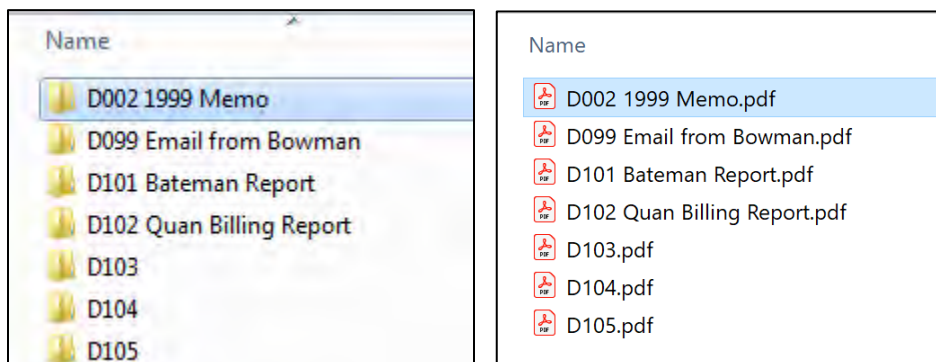 Name
D002 1999 Memo
D099 Email from Bowman
D101 Bateman Report
D102 Quan Billing Report
D103
D104
D105
Name
D002 1999 Memo.pdf
D099 Email from Bowman.pdf
D101 Bateman Report.pdf
D102 Quan Billing Report.pdf
D103.pdf
D104.pdf
D105.pdf